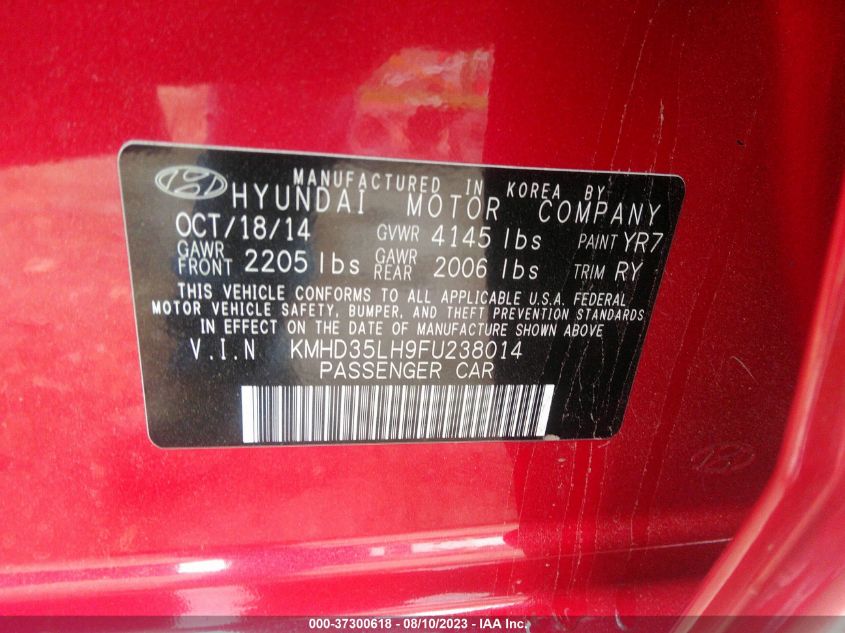 MANUFACTURED IN KOREA BY
HYUNDAI MOTOR COMPANY
OCT/18/14 GVWR 4145 lbs PAINT YR7
GAWR FRONT 2205 lbs GAWR REAR 2006 lbs TRIM RY
THIS VEHICLE CONFORMS TO ALL APPLICABLE U.S.A. FEDERAL
MOTOR VEHICLE SAFETY, BUMPER, AND THEFT PREVENTION STANDARDS
IN EFFECT ON THE DATE OF MANUFACTURE SHOWN ABOVE
V.I.N KMHD35LH9FU238014
PASSENGER CAR
000-37300618 - 08/10/2023 - IAA Inc.